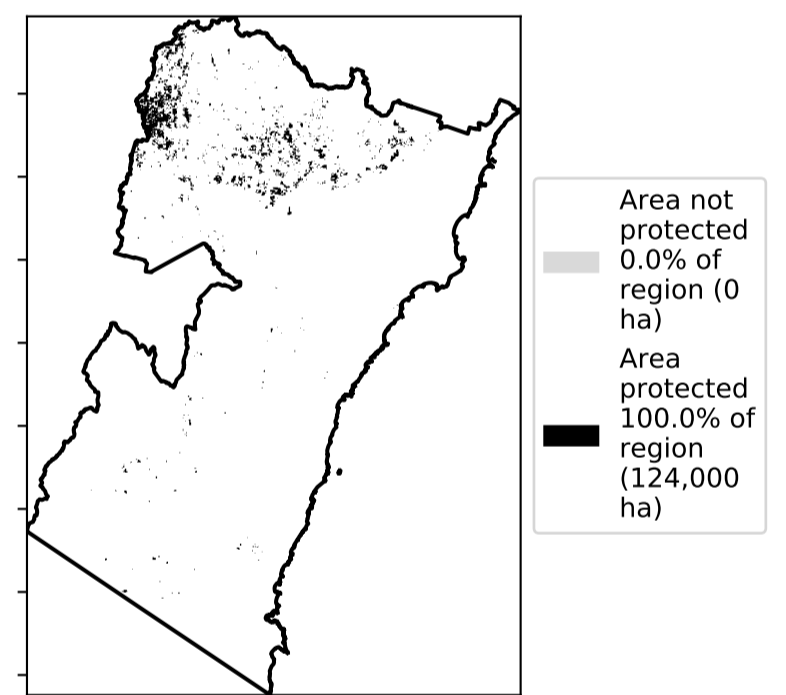 Area not
protected
0.0% of
region (0
ha)
Area
protected
100.0% of
region
(124,000
ha)